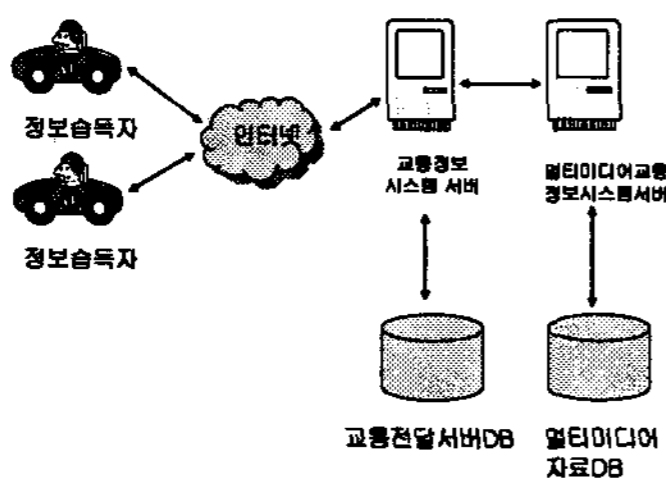 정보습득자
인터넷
정보습득자
교통정보
시스템 서버
멀티미디어교통
정보시스템서버
교통전달서버DB
멀티미디어
자료DB